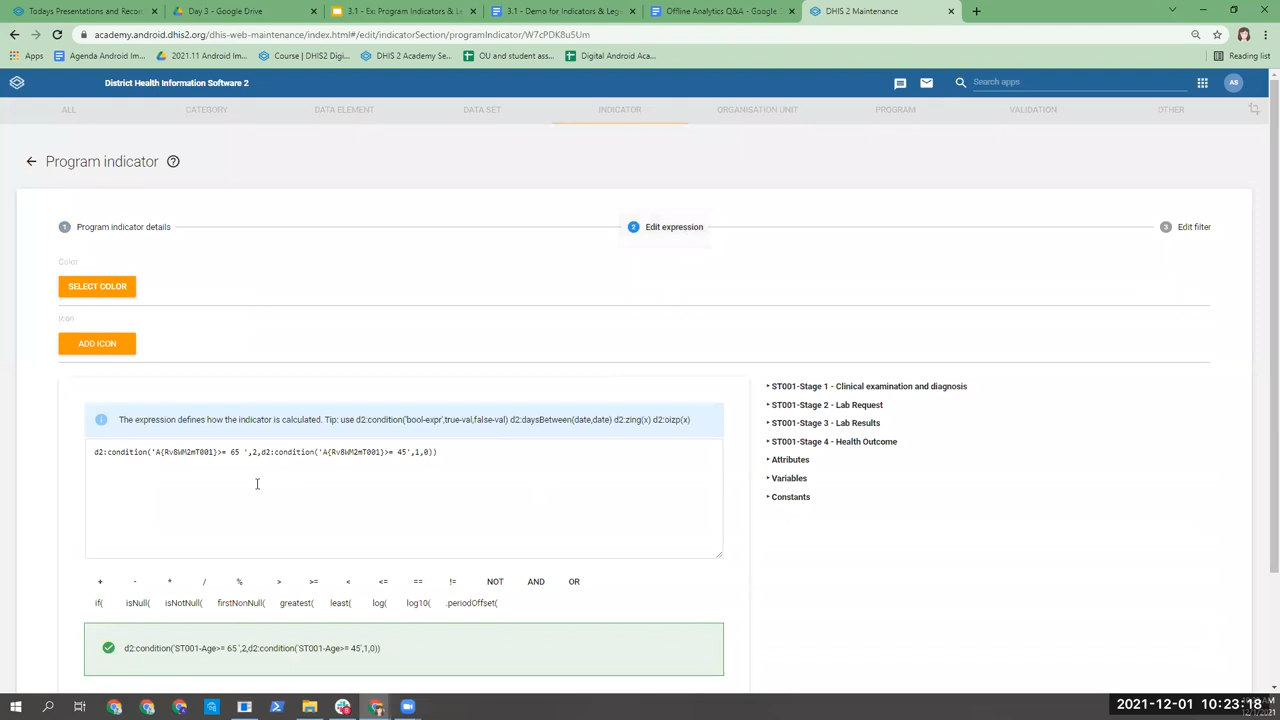 Todays Presentations and Reco
Day 3 - Google Drive
3.1 - Ex: Program Indicators & Le
3.1 - Demo for Indicators & Leg
Offline Analytics Q&A - Google
DHIS 2 Maintenance
academy.android.dhis2.org/dhis-web-maintenance/index.html#/edit/indicatorSection/programIndicator/W7cPDK8u5Um
Apps
Agenda Android Im...
2021.11 Android Im...
Course | DHIS2 Digi...
DHIS 2 Academy Se...
OU and student ass...
Digital Android Aca...
Reading list
District Health Information Software 2
Search apps
AS
ALL
CATEGORY
DATA ELEMENT
DATA SET
INDICATOR
ORGANISATION UNIT
PROGRAM
VALIDATION
OTHER
Program indicator
1 Program indicator details
2 Edit expression
3 Edit filter
Color
SELECT COLOR
Icon
ADD ICON
The expression defines how the indicator is calculated. Tip: use d2:condition('bool-expr',true-val,false-val) d2:daysBetween(date,date) d2:zing(x) d2:oizp(x)
d2:condition('A{Rv8WM2mT001}>= 65 ',2,d2:condition('A{Rv8WM2mT001}>= 45',1,0))
ST001-Stage 1 - Clinical examination and diagnosis
ST001-Stage 2 - Lab Request
ST001-Stage 3 - Lab Results
ST001-Stage 4 - Health Outcome
Attributes
Variables
Constants
+ - * / % > >= < <= == != NOT AND OR
if( isNull( isNotNull( firstNonNull( greatest( least( log( log10( .periodOffset(
d2:condition('ST001-Age>= 65 ',2,d2:condition('ST001-Age>= 45',1,0))
2021-12-01 10:23:18